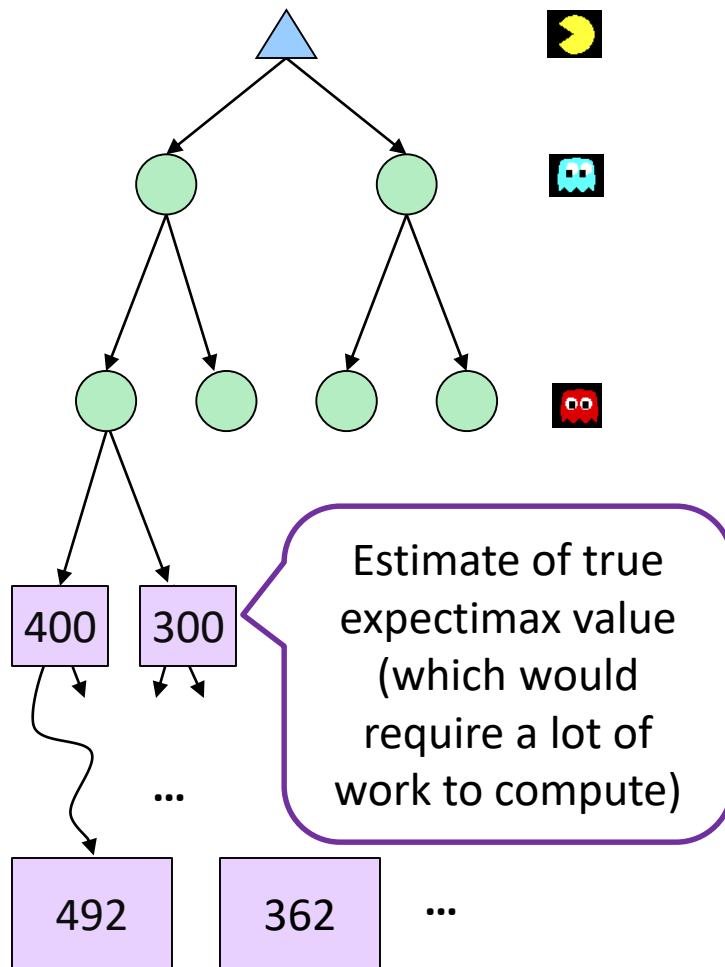 400
300
Estimate of true
expectimax value
(which would
require a lot of
work to compute)
...
492
362
...